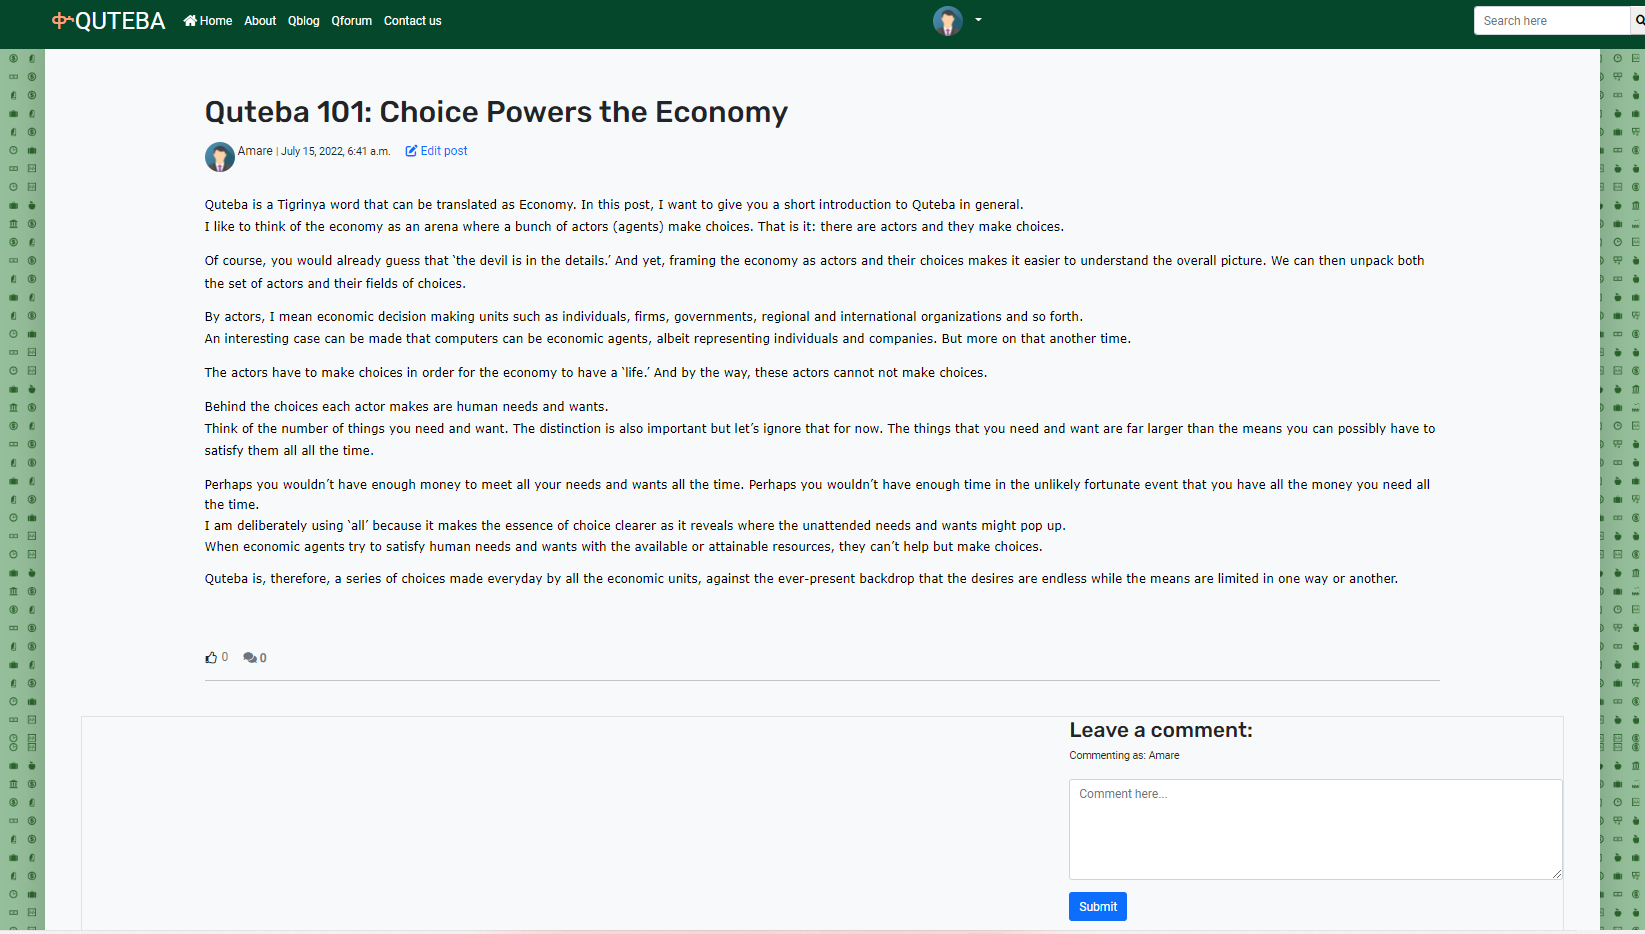 ቍQUTEBA Home About Qblog Qforum Contact us Search here
Quteba 101: Choice Powers the Economy
Amare | July 15, 2022, 6:41 a.m. Edit post
Quteba is a Tigrinya word that can be translated as Economy. In this post, I want to give you a short introduction to Quteba in general.
I like to think of the economy as an arena where a bunch of actors (agents) make choices. That is it: there are actors and they make choices.
Of course, you would already guess that ‘the devil is in the details.’ And yet, framing the economy as actors and their choices makes it easier to understand the overall picture. We can then unpack both
the set of actors and their fields of choices.
By actors, I mean economic decision making units such as individuals, firms, governments, regional and international organizations and so forth.
An interesting case can be made that computers can be economic agents, albeit representing individuals and companies. But more on that another time.
The actors have to make choices in order for the economy to have a ‘life.’ And by the way, these actors cannot not make choices.
Behind the choices each actor makes are human needs and wants.
Think of the number of things you need and want. The distinction is also important but let’s ignore that for now. The things that you need and want are far larger than the means you can possibly have to
satisfy them all all the time.
Perhaps you wouldn’t have enough money to meet all your needs and wants all the time. Perhaps you wouldn’t have enough time in the unlikely fortunate event that you have all the money you need all
the time.
I am deliberately using ‘all’ because it makes the essence of choice clearer as it reveals where the unattended needs and wants might pop up.
When economic agents try to satisfy human needs and wants with the available or attainable resources, they can’t help but make choices.
Quteba is, therefore, a series of choices made everyday by all the economic units, against the ever-present backdrop that the desires are endless while the means are limited in one way or another.
0 0
Leave a comment:
Commenting as: Amare
Comment here...
Submit